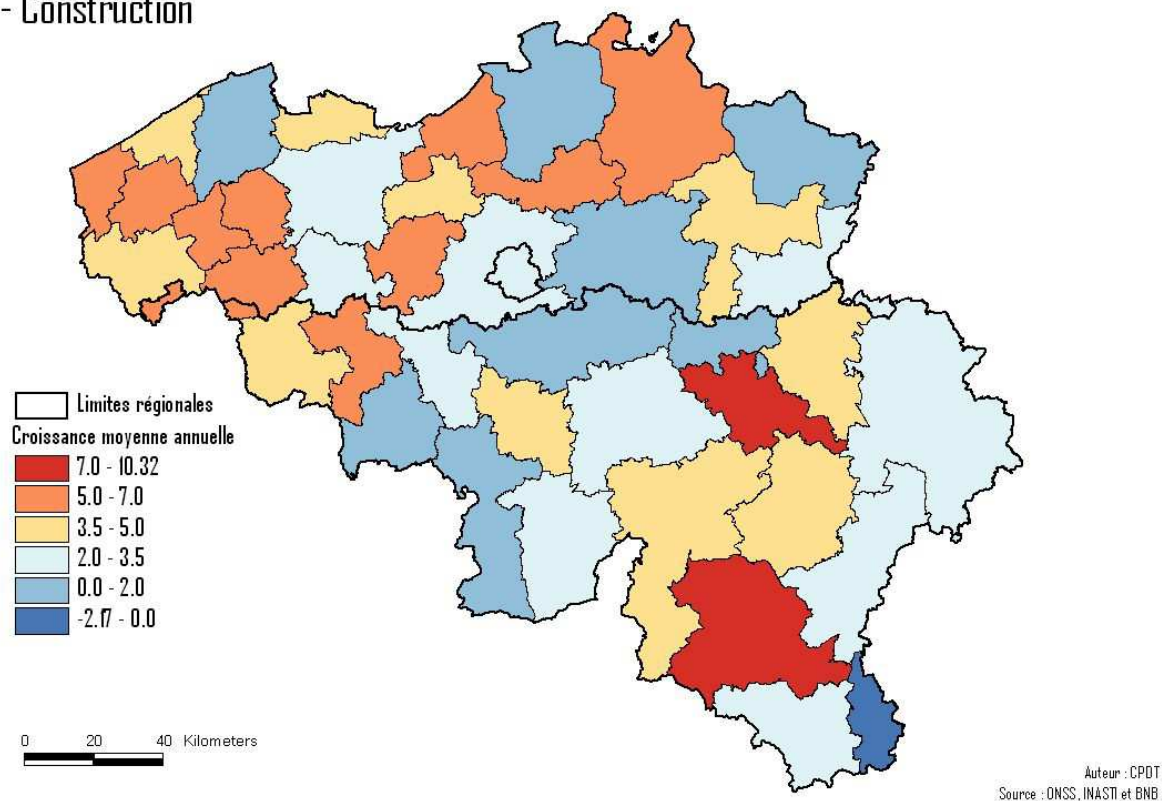 - Construction
Limites régionales
Croissance moyenne annuelle
7.0 - 10.32
5.0 - 7.0
3.5 - 5.0
2.0 - 3.5
0.0 - 2.0
-2.17 - 0.0
0 20 40 Kilometers
Auteur : CPDT
Source : ONSS, INASTI et BNB